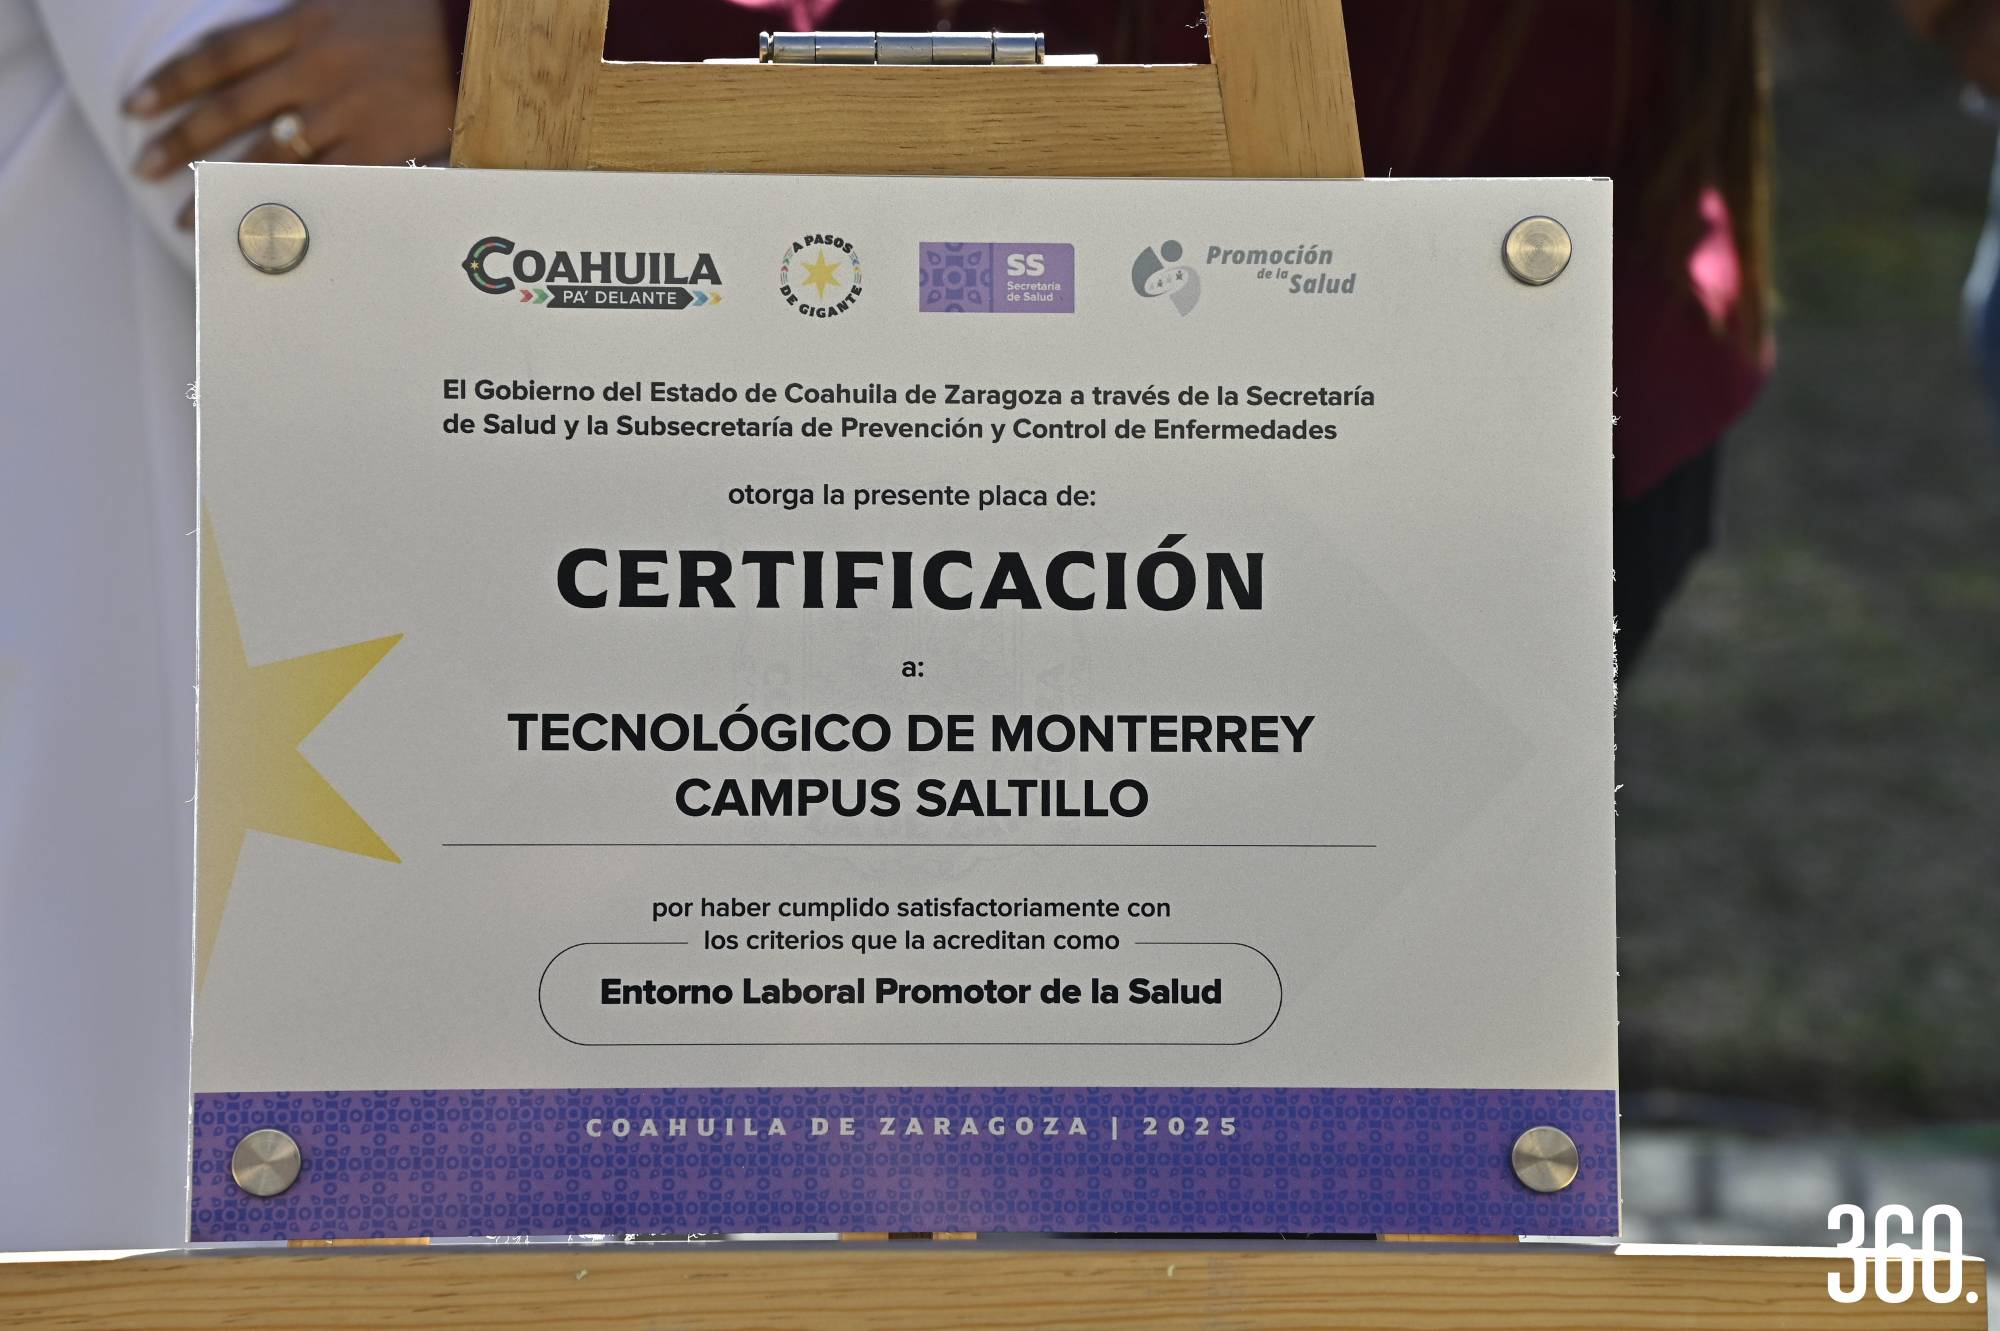 COAHUILA
PA' DELANTE
A PASOS
DE GIGANTE
SS
Secretaría
de Salud
Promoción
de la
Salud
El Gobierno del Estado de Coahuila de Zaragoza a través de la Secretaría
de Salud y la Subsecretaría de Prevención y Control de Enfermedades
otorga la presente placa de:
CERTIFICACIÓN
a:
TECNOLÓGICO DE MONTERREY
CAMPUS SALTILLO
por haber cumplido satisfactoriamente con
los criterios que la acreditan como
Entorno Laboral Promotor de la Salud
COAHUILA DE ZARAGOZA | 2025
360.